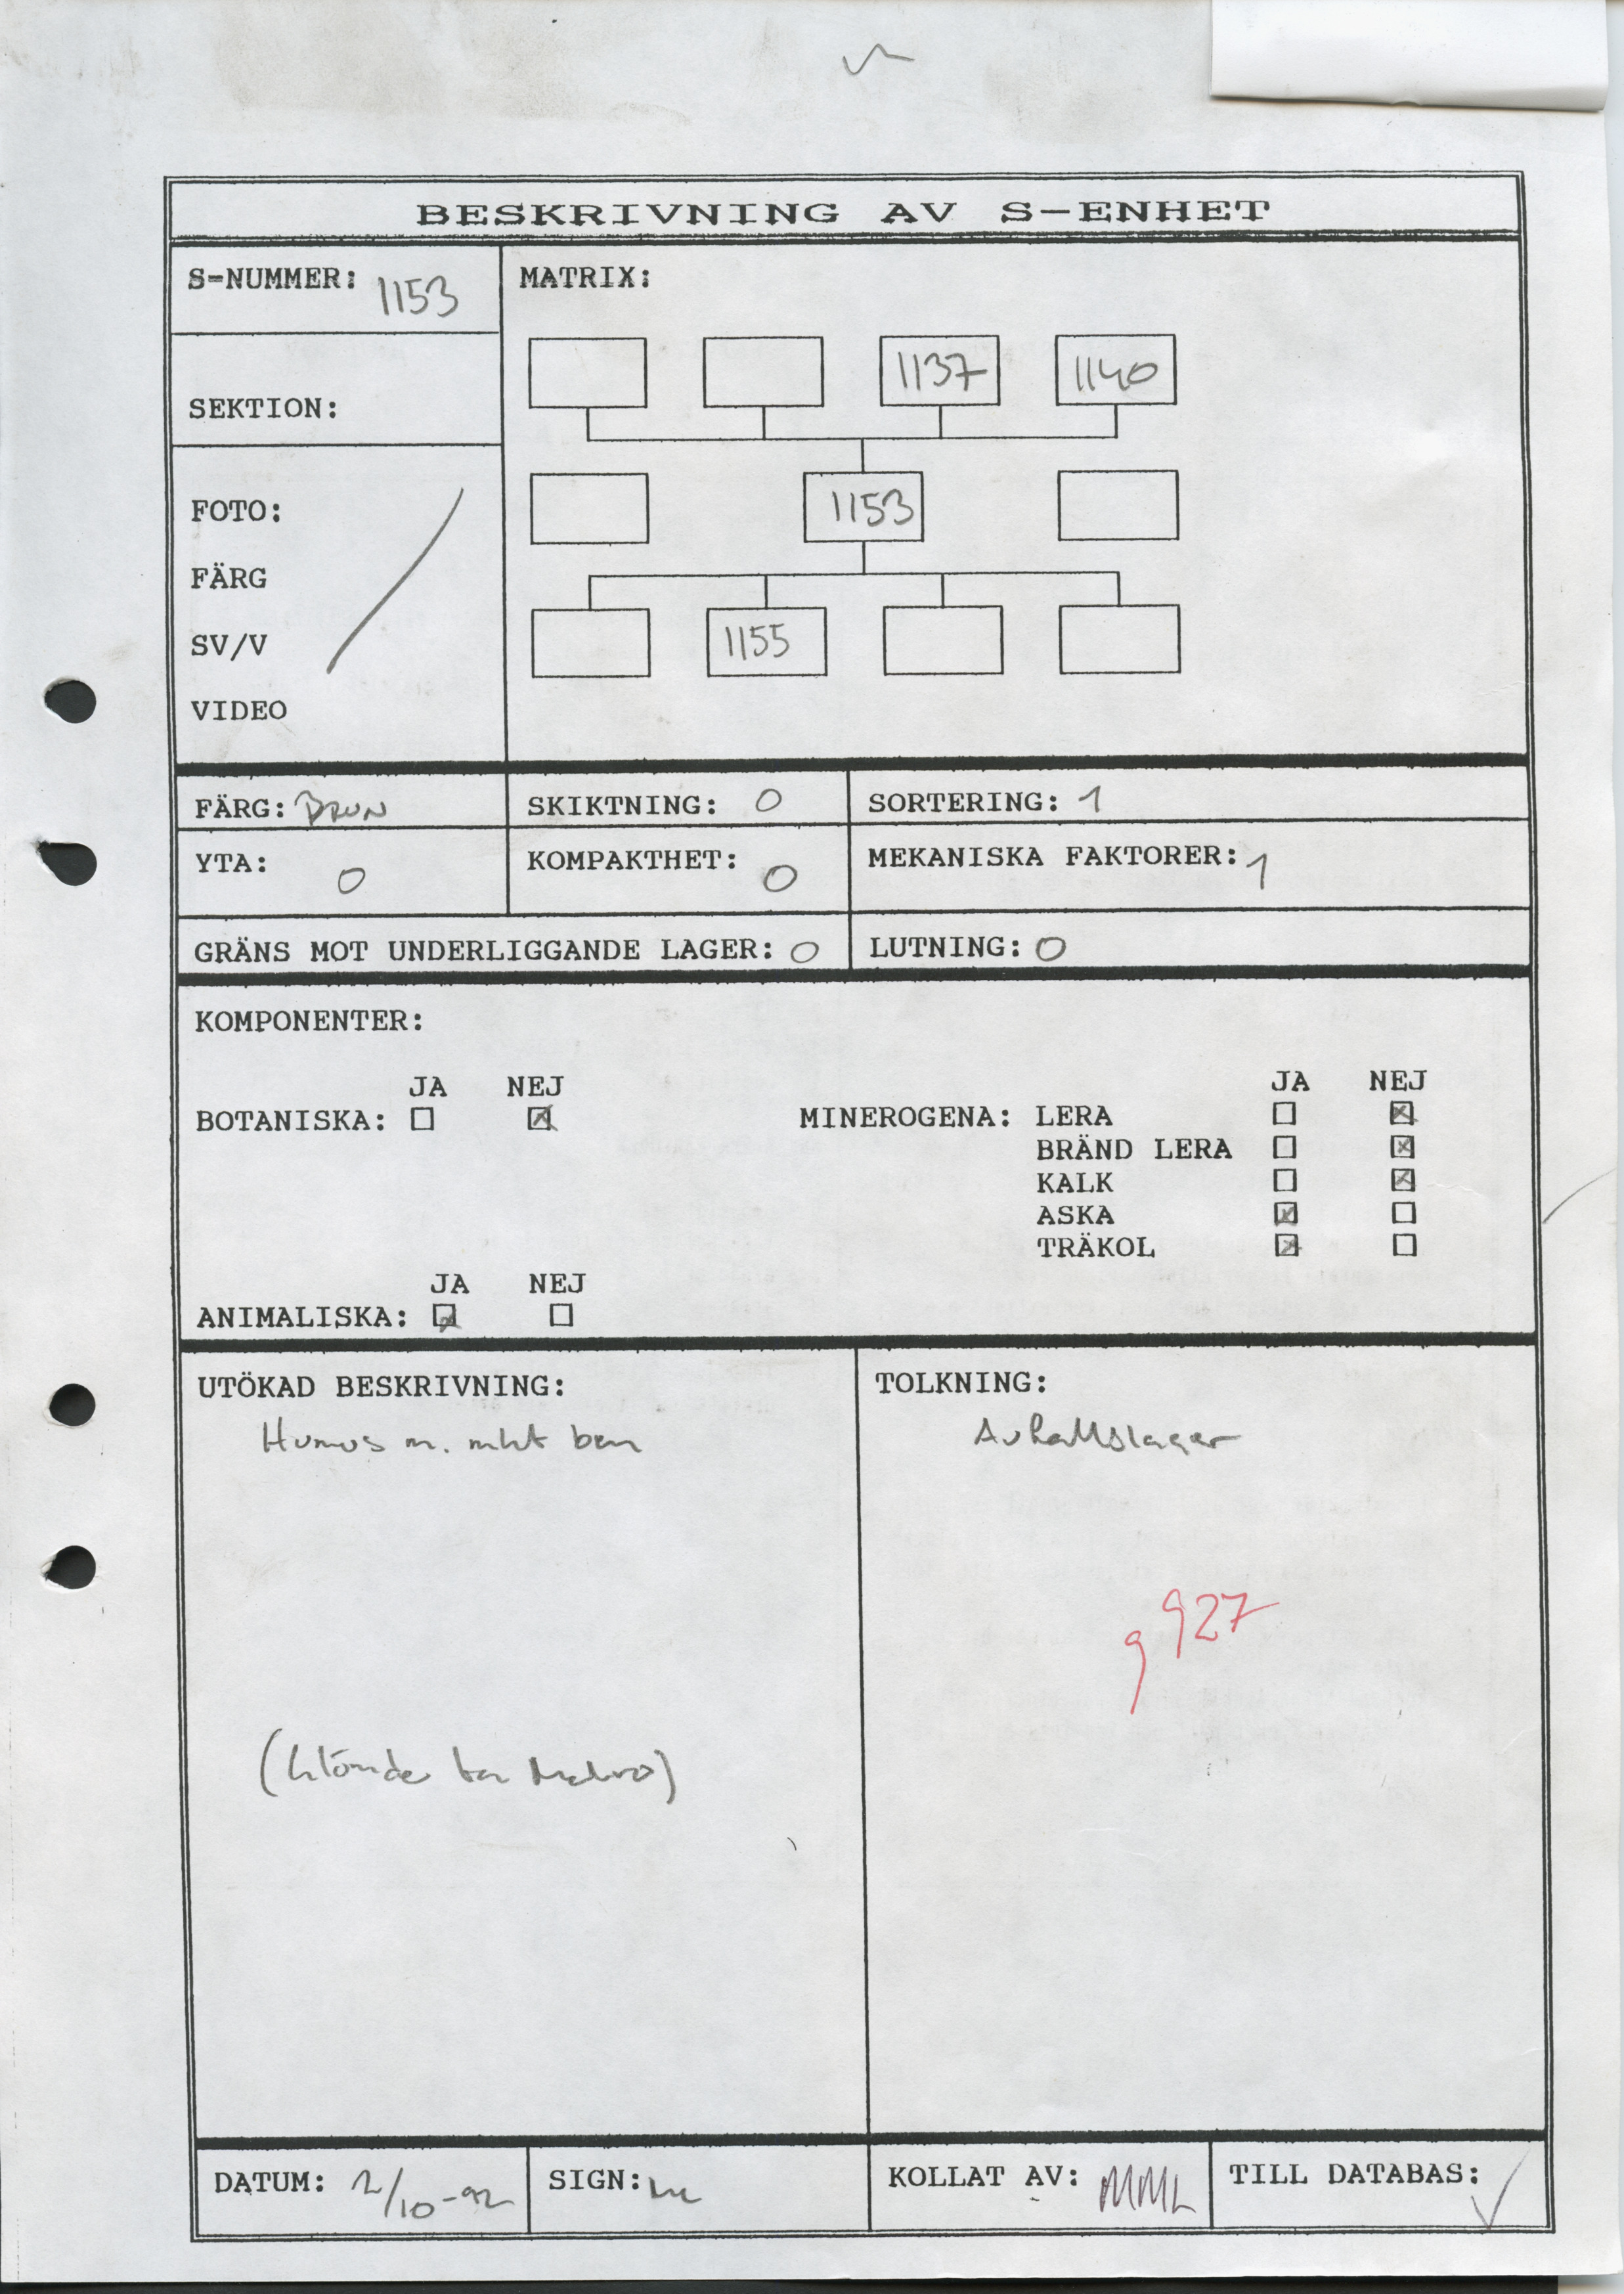 BESKRIVNING AV S-ENHET
S-NUMMER: 1153
MATRIX:
1137 1140
SEKTION:
1153
FOTO:
FÄRG
SV/V
1155
VIDEO
FÄRG: BRUN SKIKTNING: 0 SORTERING: 1
YTA: 0 KOMPAKTHET: 0 MEKANISKA FAKTORER: 1
GRÄNS MOT UNDERLIGGANDE LAGER: 0 LUTNING: 0
KOMPONENTER:
JA NEJ
BOTANISKA:
JA NEJ
MINEROGENA: LERA
BRÄND LERA
KALK
ASKA
TRÄKOL
JA NEJ
ANIMALISKA:
UTÖKAD BESKRIVNING:
Humus m. mkt ben
TOLKNING:
Avfallslager
g 927
DATUM: 2/10-92 SIGN: KOLLAT AV: MML TILL DATABAS: